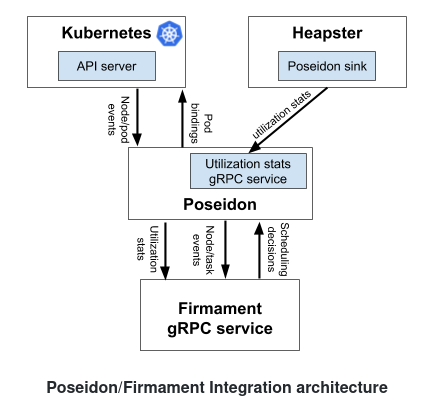 Kubernetes
API server
Heapster
Poseidon sink
Node/pod
events
Pod
bindings
utilization stats
Utilization stats
gRPC service
Poseidon
Utilization
stats
Node/task
events
Scheduling
decisions
Firmament
gRPC service
Poseidon/Firmament Integration architecture